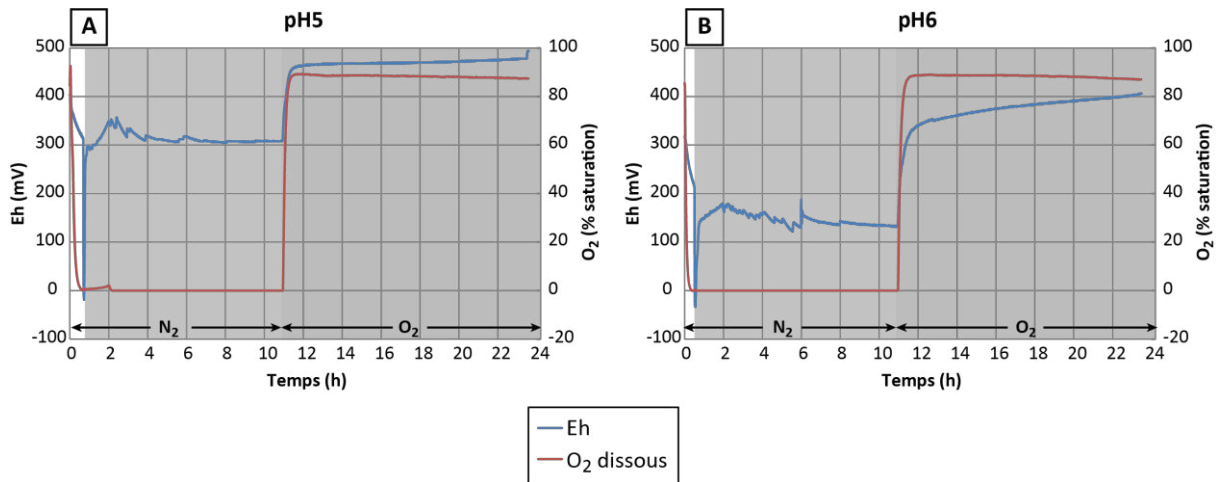 A pH5
B pH6
Eh (mV)
500
400
300
200
100
0
-100
O₂ (% saturation)
100
80
60
40
20
0
-20
N₂
O₂
0 2 4 6 8 10 12 14 16 18 20 22 24
Temps (h)
Eh (mV)
500
400
300
200
100
0
-100
O₂ (% saturation)
100
80
60
40
20
0
-20
N₂
O₂
0 2 4 6 8 10 12 14 16 18 20 22 24
Temps (h)
Eh
O₂ dissous